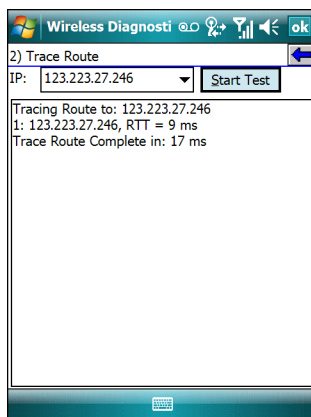 Wireless Diagnosti
ok
2) Trace Route
IP: 123.223.27.246 Start Test
Tracing Route to: 123.223.27.246
1: 123.223.27.246, RTT = 9 ms
Trace Route Complete in: 17 ms